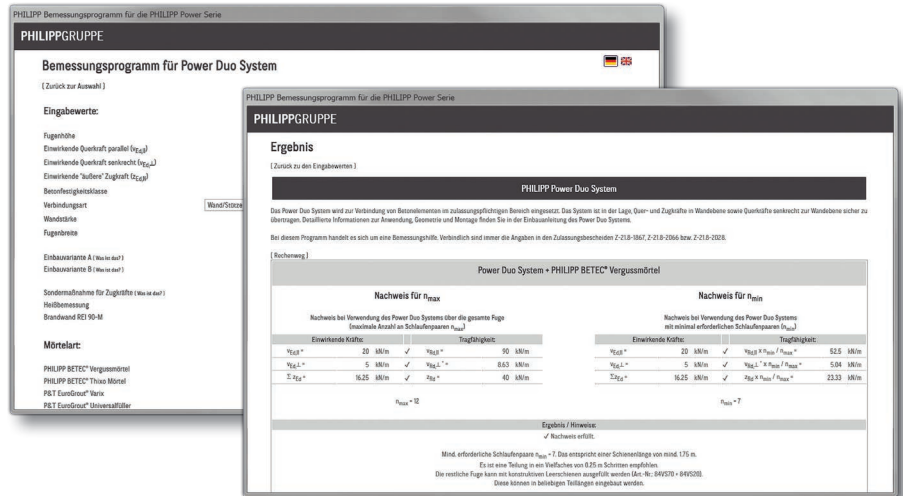 PHILIPP Bemessungsprogramm für die PHILIPP Power Serie
PHILIPPGRUPPE
Bemessungsprogramm für Power Duo System
[ Zurück zur Auswahl ]
Eingabewerte:
Fugenhöhe
Einwirkende Querkraft parallel (vEd,II)
Einwirkende Querkraft senkrecht (vEd,⊥)
Einwirkende "äußere" Zugkraft (zEd,N)
Betonfestigkeitsklasse
Verbindungsart Wand/Stütze
Wandstärke
Fugenbreite
Einbauvariante A ( Was ist das? )
Einbauvariante B ( Was ist das? )
Sondermaßnahme für Zugkräfte ( Was ist das? )
Heißbemessung
Brandwand REI 90-M
Mörtelart:
PHILIPP BETEC® Vergussmörtel
PHILIPP BETEC® Thixo Mörtel
P&T EuroGrout® Varix
P&T EuroGrout® Universalfüller
PHILIPP Bemessungsprogramm für die PHILIPP Power Serie
PHILIPPGRUPPE
Ergebnis
[ Zurück zu den Eingabewerten ]
PHILIPP Power Duo System
Das Power Duo System wird zur Verbindung von Betonelementen im zulassungspflichtigen Bereich eingesetzt. Das System ist in der Lage, Quer- und Zugkräfte in Wandebene sowie Querkräfte senkrecht zur Wandebene sicher zu
übertragen. Detaillierte Informationen zur Anwendung, Geometrie und Montage finden Sie in der Einbauanleitung des Power Duo Systems.
Bei diesem Programm handelt es sich um eine Bemessungshilfe. Verbindlich sind immer die Angaben in den Zulassungsbescheiden Z-21.8-1867, Z-21.8-2066 bzw. Z-21.8-2028.
[ Rechenweg ]
Power Duo System + PHILIPP BETEC® Vergussmörtel
Nachweis für nmax
Nachweis bei Verwendung des Power Duo Systems über die gesamte Fuge
(maximale Anzahl an Schlaufenpaaren nmax)
Einwirkende Kräfte: Tragfähigkeit:
vEd,II = 20 kN/m ✓ vRd,II = 90 kN/m
vEd,⊥ = 5 kN/m ✓ vRd,⊥* = 8.63 kN/m
Σ zEd = 16.25 kN/m ✓ zRd = 40 kN/m
nmax = 12
Nachweis für nmin
Nachweis bei Verwendung des Power Duo Systems
mit minimal erforderlichen Schlaufenpaaren (nmin)
Einwirkende Kräfte: Tragfähigkeit:
vEd,II = 20 kN/m ✓ vRd,II x nmin / nmax = 52.5 kN/m
vEd,⊥ = 5 kN/m ✓ vRd,⊥* x nmin / nmax = 5.04 kN/m
Σ zEd = 16.25 kN/m ✓ zRd x nmin / nmax = 23.33 kN/m
nmin = 7
Ergebnis / Hinweise:
✓ Nachweis erfüllt.
Mind. erforderliche Schlaufenpaare nmin = 7. Das entspricht einer Schienenlänge von mind. 1.75 m.
Es ist eine Teilung in ein Vielfaches von 0.25 m Schritten empfohlen.
Die restliche Fuge kann mit konstruktiven Leerschienen ausgefüllt werden (Art.-Nr.: 84VS70 + 84VS20).
Diese können in beliebigen Teillängen eingebaut werden.